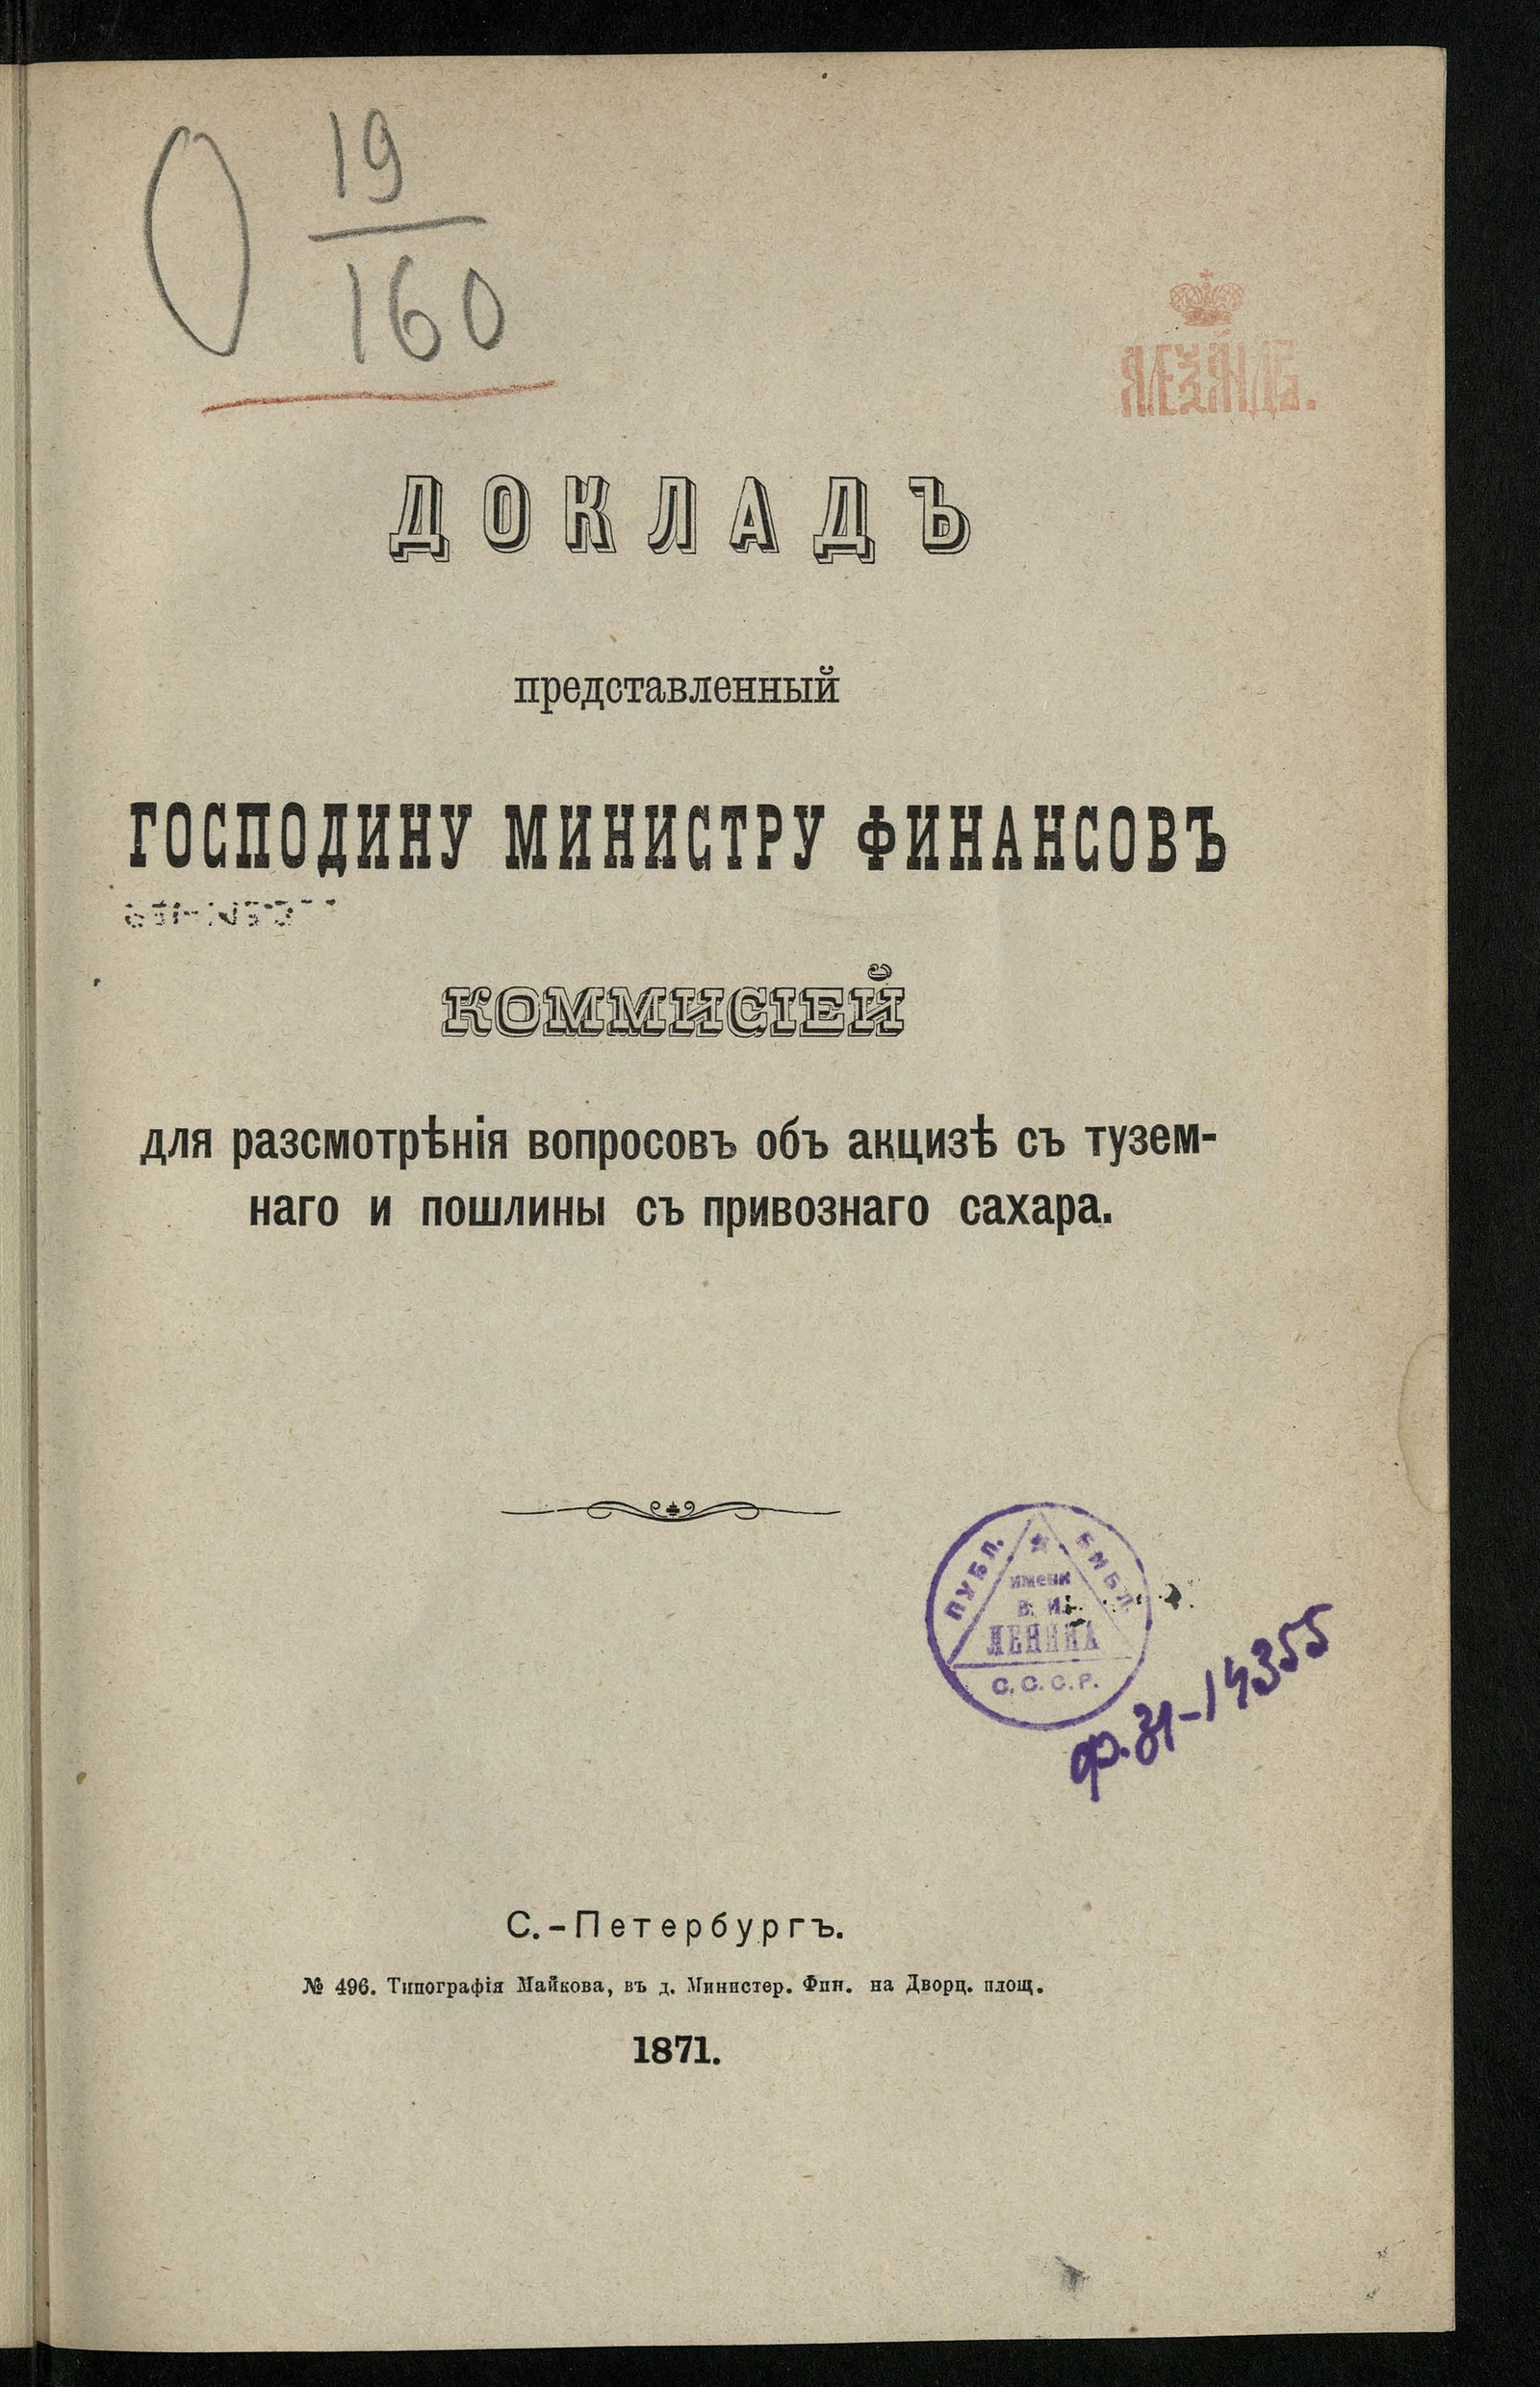 19
160
ДОКЛАДЪ
представленный
ГОСПОДИНУ МИНИСТРУ ФИНАНСОВЪ
КОММИСІЕЙ
для разсмотрѣнія вопросовъ объ акцизѣ съ тузем-
наго и пошлины съ привознаго сахара.
ПУБЛ. БИБЛ.
имени
В. И.
ЛЕНИНА
С.С.С.Р.
ф. 31-14355
С.-Петербургъ.
№ 496. Типографія Майкова, въ д. Министер. Фин. на Дворц. площ.
1871.